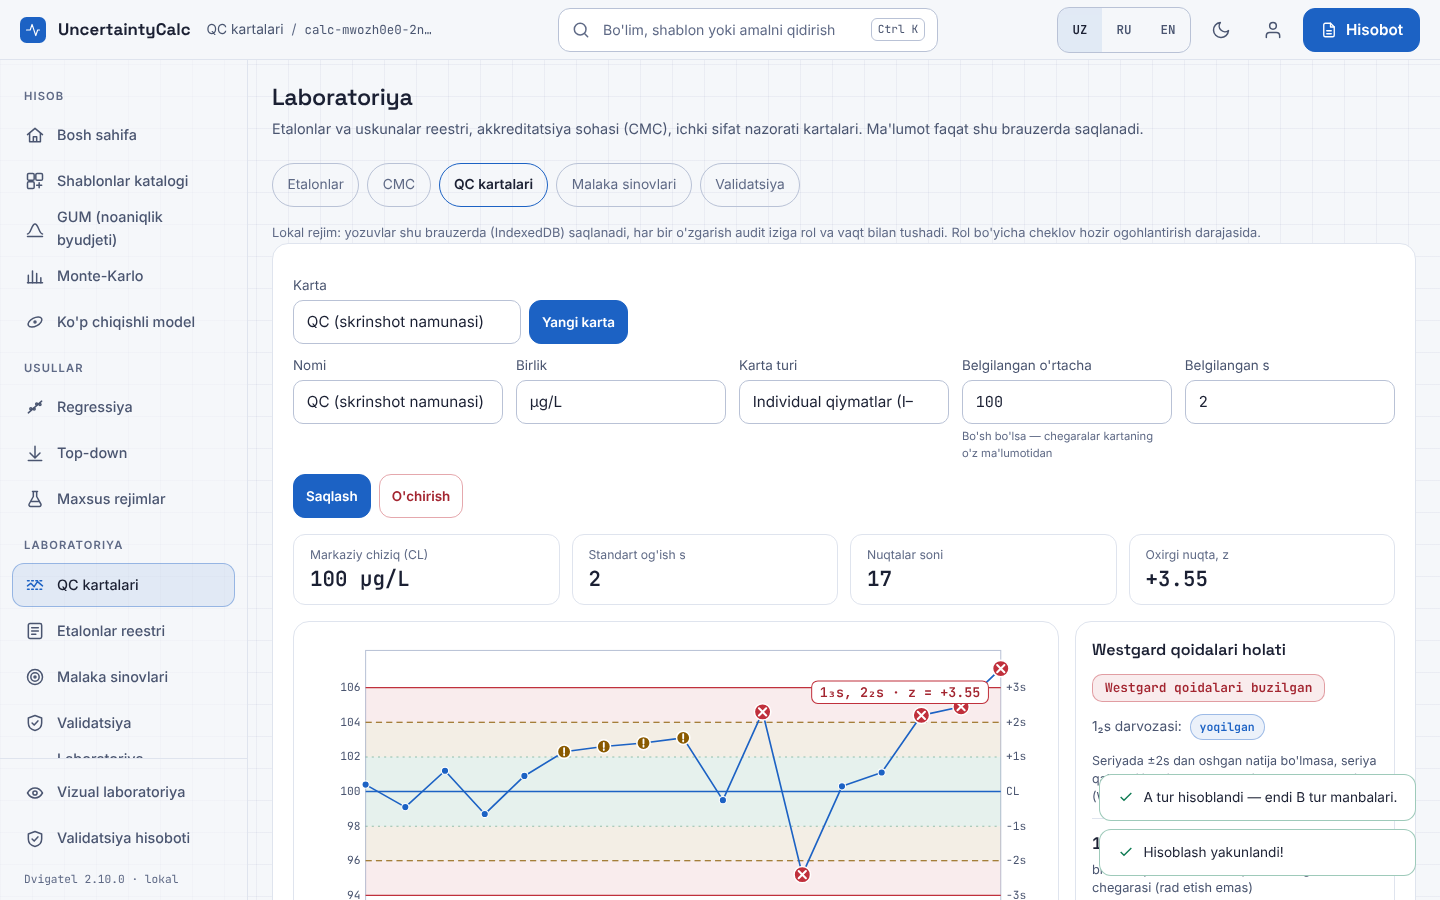 UncertaintyCalc
QC kartalari / calc-mwozh0e0-2n…
Bo'lim, shablon yoki amalni qidirish
Ctrl K
UZ RU EN
Hisobot
HISOB
Bosh sahifa
Shablonlar katalogi
GUM (noaniqlik
byudjeti)
Monte-Karlo
Ko'p chiqishli model
USULLAR
Regressiya
Top-down
Maxsus rejimlar
LABORATORIYA
QC kartalari
Etalonlar reestri
Malaka sinovlari
Validatsiya
Laboratoriya
Vizual laboratoriya
Validatsiya hisoboti
Dvigatel 2.10.0 · lokal
Laboratoriya
Etalonlar va uskunalar reestri, akkreditatsiya sohasi (CMC), ichki sifat nazorati kartalari. Ma'lumot faqat shu brauzerda saqlanadi.
Etalonlar
CMC
QC kartalari
Malaka sinovlari
Validatsiya
Lokal rejim: yozuvlar shu brauzerda (IndexedDB) saqlanadi, har bir o'zgarish audit iziga rol va vaqt bilan tushadi. Rol bo'yicha cheklov hozir ogohlantirish darajasida.
Karta
QC (skrinshot namunasi)
Yangi karta
Nomi
Birlik
Karta turi
Belgilangan o'rtacha
Belgilangan s
QC (skrinshot namunasi)
µg/L
Individual qiymatlar (I–
100
2
Bo'sh bo'lsa — chegaralar kartaning
o'z ma'lumotidan
Saqlash
O'chirish
Markaziy chiziq (CL)
100 µg/L
Standart og'ish s
2
Nuqtalar soni
17
Oxirgi nuqta, z
+3.55
106
104
102
100
98
96
94
1₃s, 2₂s · z = +3.55
+3s
+2s
+1s
CL
-1s
-2s
-3s
Westgard qoidalari holati
Westgard qoidalari buzilgan
1₂s darvozasi: yoqilgan
Seriyada ±2s dan oshgan natija bo'lmasa, seriya
A tur hisoblandi — endi B tur manbalari.
Hisoblash yakunlandi!
chegarasi (rad etish emas)